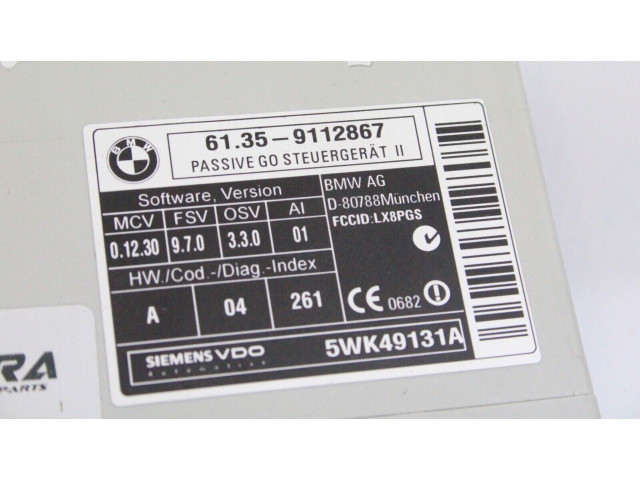 BMW
61.35-9112867
PASSIVE GO STEUERGERÄT II
Software, Version
MCV FSV OSV AI
0.12.30 9.7.0 3.3.0 01
HW./Cod.-/Diag.-Index
A 04 261
BMW AG
D-80788München
FCCID:LX8PGS
CE 0682
SIEMENS VDO
Automotive
5WK49131A
RA
PARTS